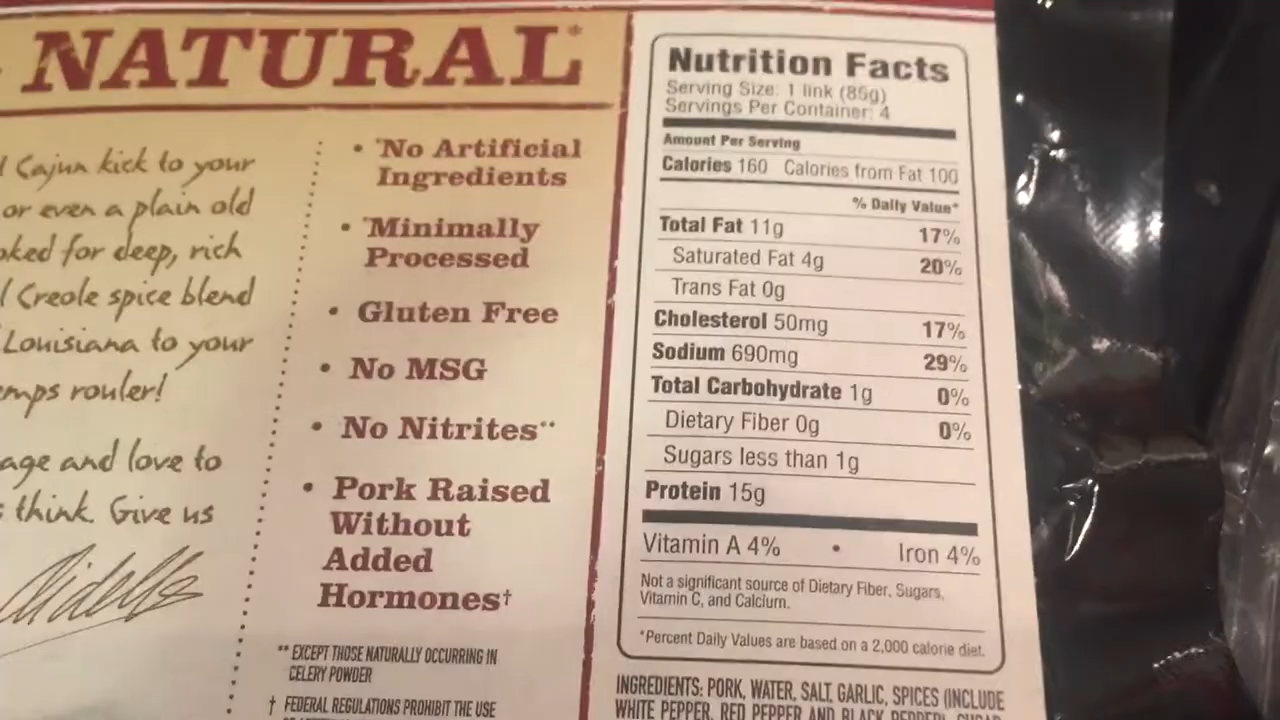 NATURAL*
l Cajun kick to your
or even a plain old
oked for deep, rich
l Creole spice blend
Louisiana to your
emps rouler!
age and love to
s think. Give us
Aidells
• *No Artificial
Ingredients
• *Minimally
Processed
• Gluten Free
• No MSG
• No Nitrites**
• Pork Raised
Without
Added
Hormones†
** EXCEPT THOSE NATURALLY OCCURRING IN
CELERY POWDER
† FEDERAL REGULATIONS PROHIBIT THE USE
Nutrition Facts
Serving Size: 1 link (85g)
Servings Per Container: 4
Amount Per Serving
Calories 160 Calories from Fat 100
% Daily Value*
Total Fat 11g 17%
Saturated Fat 4g 20%
Trans Fat 0g
Cholesterol 50mg 17%
Sodium 690mg 29%
Total Carbohydrate 1g 0%
Dietary Fiber 0g 0%
Sugars less than 1g
Protein 15g
Vitamin A 4% • Iron 4%
Not a significant source of Dietary Fiber, Sugars,
Vitamin C, and Calcium.
*Percent Daily Values are based on a 2,000 calorie diet.
INGREDIENTS: PORK, WATER, SALT, GARLIC, SPICES (INCLUDE
WHITE PEPPER, RED PEPPER AND BLACK PEPPER), SUGAR